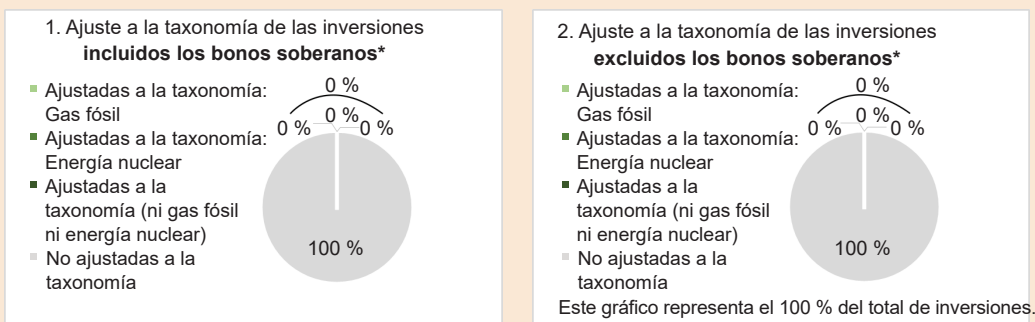 1. Ajuste a la taxonomía de las inversiones
incluidos los bonos soberanos*
Ajustadas a la taxonomía:
Gas fósil
Ajustadas a la taxonomía:
Energía nuclear
Ajustadas a la
taxonomía (ni gas fósil
ni energía nuclear)
No ajustadas a la
taxonomía
0 %
0 %
0 %
0 %
100 %
2. Ajuste a la taxonomía de las inversiones
excluidos los bonos soberanos*
Ajustadas a la taxonomía:
Gas fósil
Ajustadas a la taxonomía:
Energía nuclear
Ajustadas a la
taxonomía (ni gas fósil
ni energía nuclear)
No ajustadas a la
taxonomía
0 %
0 %
0 %
0 %
100 %
Este gráfico representa el 100 % del total de inversiones.